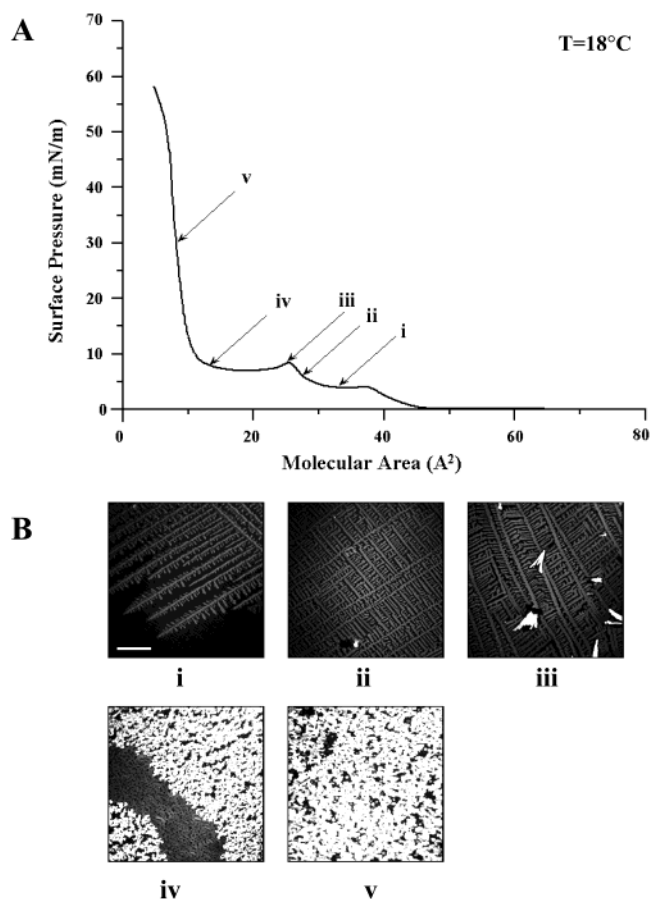 A
T=18°C
70
60
50
40
30
20
10
0
Surface Pressure (mN/m)
v
iv
iii
ii
i
0 20 40 60 80
Molecular Area (A²)
B
i ii iii
iv v